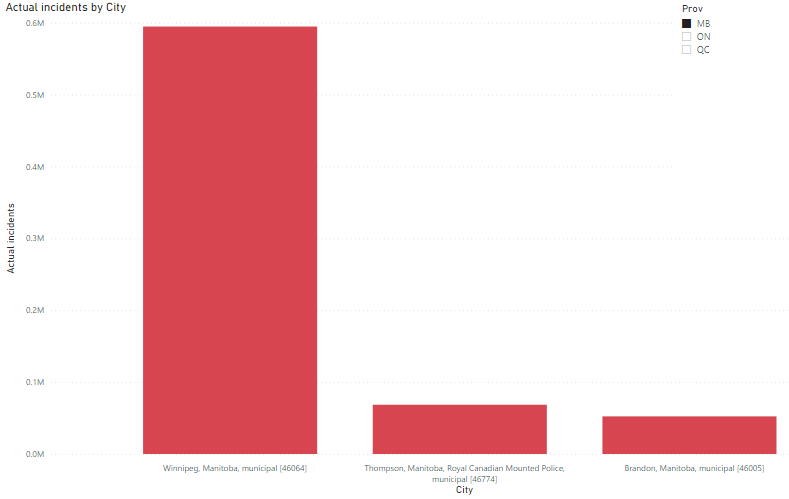 Actual incidents by City
Prov
MB
ON
QC
0.6M
0.5M
0.4M
0.3M
0.2M
0.1M
0.0M
Actual incidents
Winnipeg, Manitoba, municipal [46064]
Thompson, Manitoba, Royal Canadian Mounted Police,
municipal [46774]
Brandon, Manitoba, municipal [46005]
City